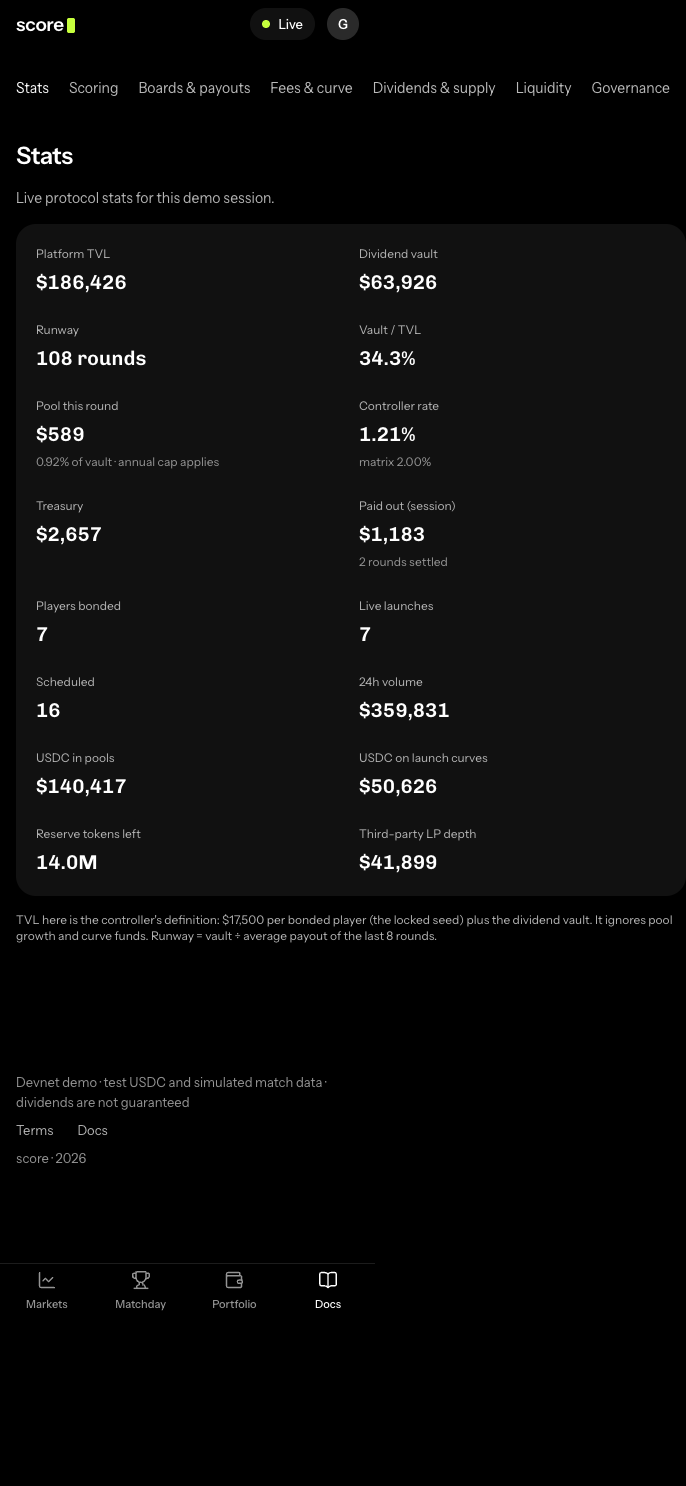 score
Live
G
Stats Scoring Boards & payouts Fees & curve Dividends & supply Liquidity Governance
Stats
Live protocol stats for this demo session.
Platform TVL
$186,426
Dividend vault
$63,926
Runway
108 rounds
Vault / TVL
34.3%
Pool this round
$589
0.92% of vault · annual cap applies
Controller rate
1.21%
matrix 2.00%
Treasury
$2,657
Paid out (session)
$1,183
2 rounds settled
Players bonded
7
Live launches
7
Scheduled
16
24h volume
$359,831
USDC in pools
$140,417
USDC on launch curves
$50,626
Reserve tokens left
14.0M
Third-party LP depth
$41,899
TVL here is the controller's definition: $17,500 per bonded player (the locked seed) plus the dividend vault. It ignores pool
growth and curve funds. Runway = vault ÷ average payout of the last 8 rounds.
Devnet demo · test USDC and simulated match data ·
dividends are not guaranteed
Terms Docs
score · 2026
Markets Matchday Portfolio Docs